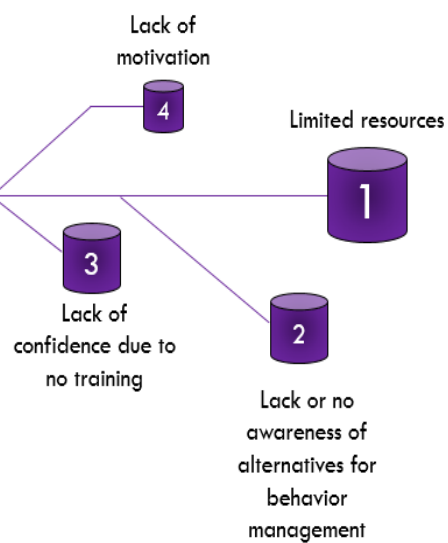 Lack of
motivation
4
Limited resources
1
3
Lack of
confidence due to
no training
2
Lack or no
awareness of
alternatives for
behavior
management